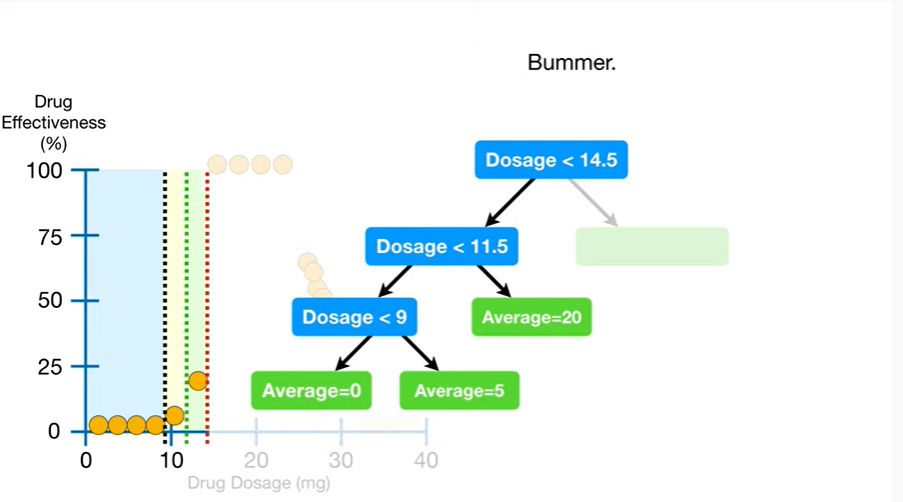 Bummer.
Drug
Effectiveness
(%)
100
75
50
25
0
0 10 20 30 40
Drug Dosage (mg)
Dosage < 14.5
Dosage < 11.5
Dosage < 9
Average=20
Average=0
Average=5